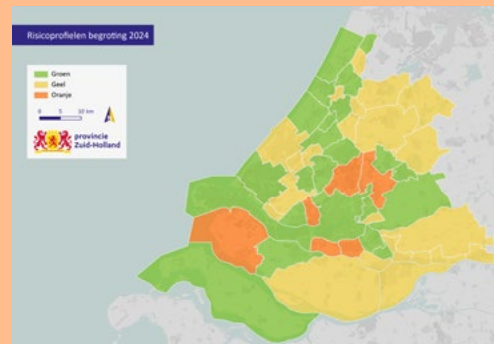 Risicoprofielen begroting 2024
Groen
Geel
Oranje
0 5 10 km
provincie
Zuid-Holland